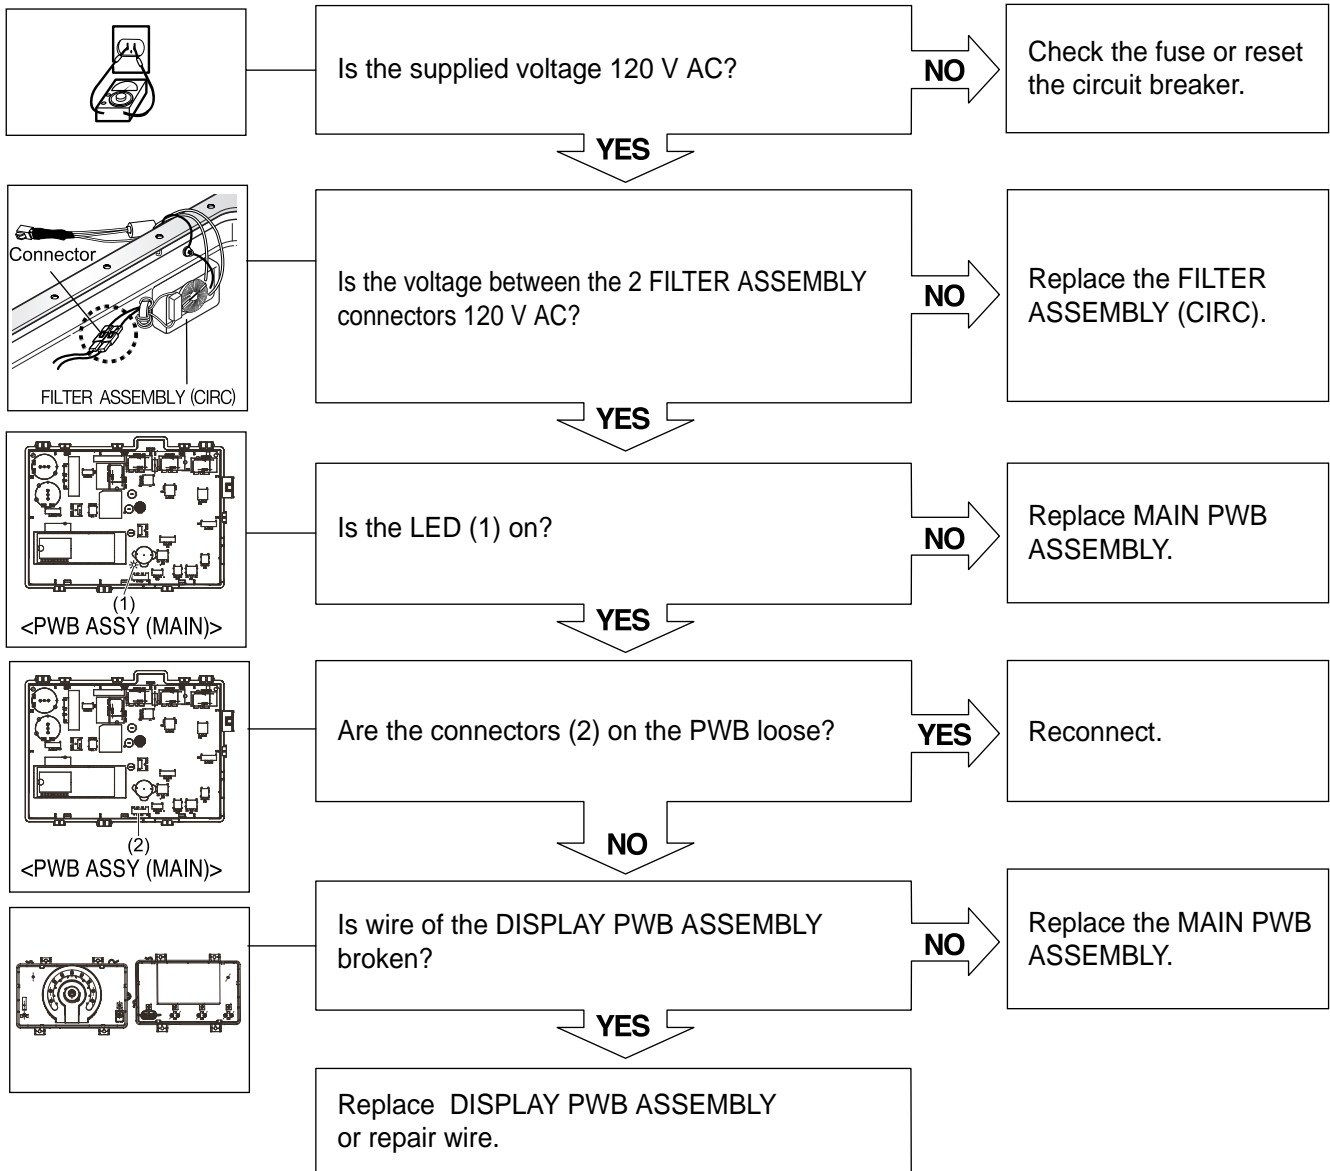 Is the supplied voltage 120 V AC?
NO
Check the fuse or reset
the circuit breaker.
YES
Connector
FILTER ASSEMBLY (CIRC)
Is the voltage between the 2 FILTER ASSEMBLY
connectors 120 V AC?
NO
Replace the FILTER
ASSEMBLY (CIRC).
YES
(1)
<PWB ASSY (MAIN)>
Is the LED (1) on?
NO
Replace MAIN PWB
ASSEMBLY.
YES
(2)
<PWB ASSY (MAIN)>
Are the connectors (2) on the PWB loose?
YES
Reconnect.
NO
Is wire of the DISPLAY PWB ASSEMBLY
broken?
NO
Replace the MAIN PWB
ASSEMBLY.
YES
Replace DISPLAY PWB ASSEMBLY
or repair wire.